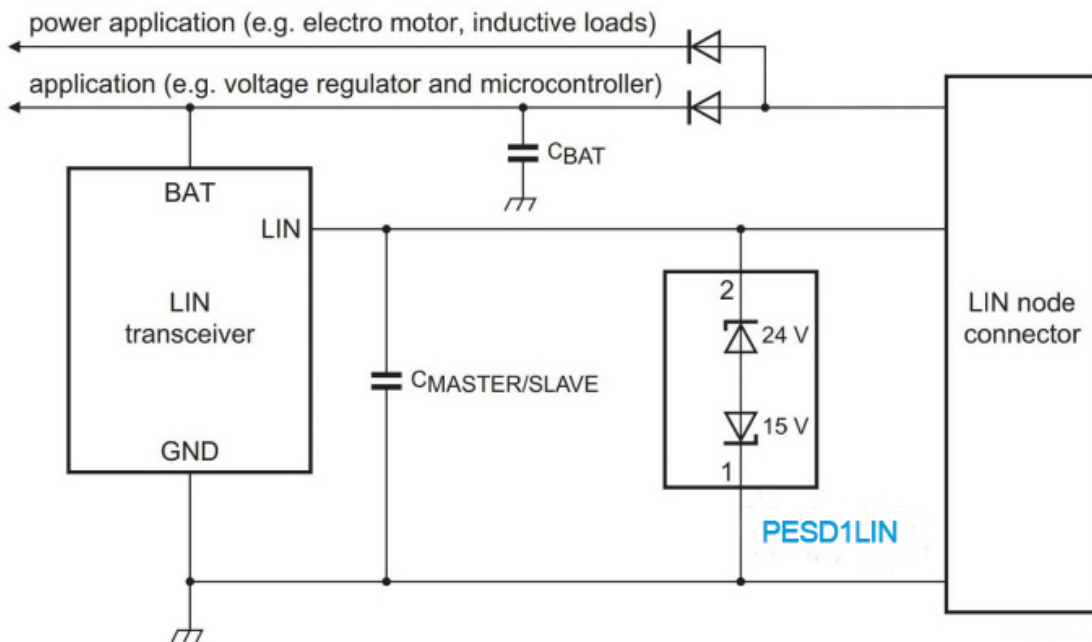 power application (e.g. electro motor, inductive loads)
application (e.g. voltage regulator and microcontroller)
CBAT
BAT
LIN
LIN
transceiver
GND
CMASTER/SLAVE
2
24 V
15 V
1
PESD1LIN
LIN node
connector